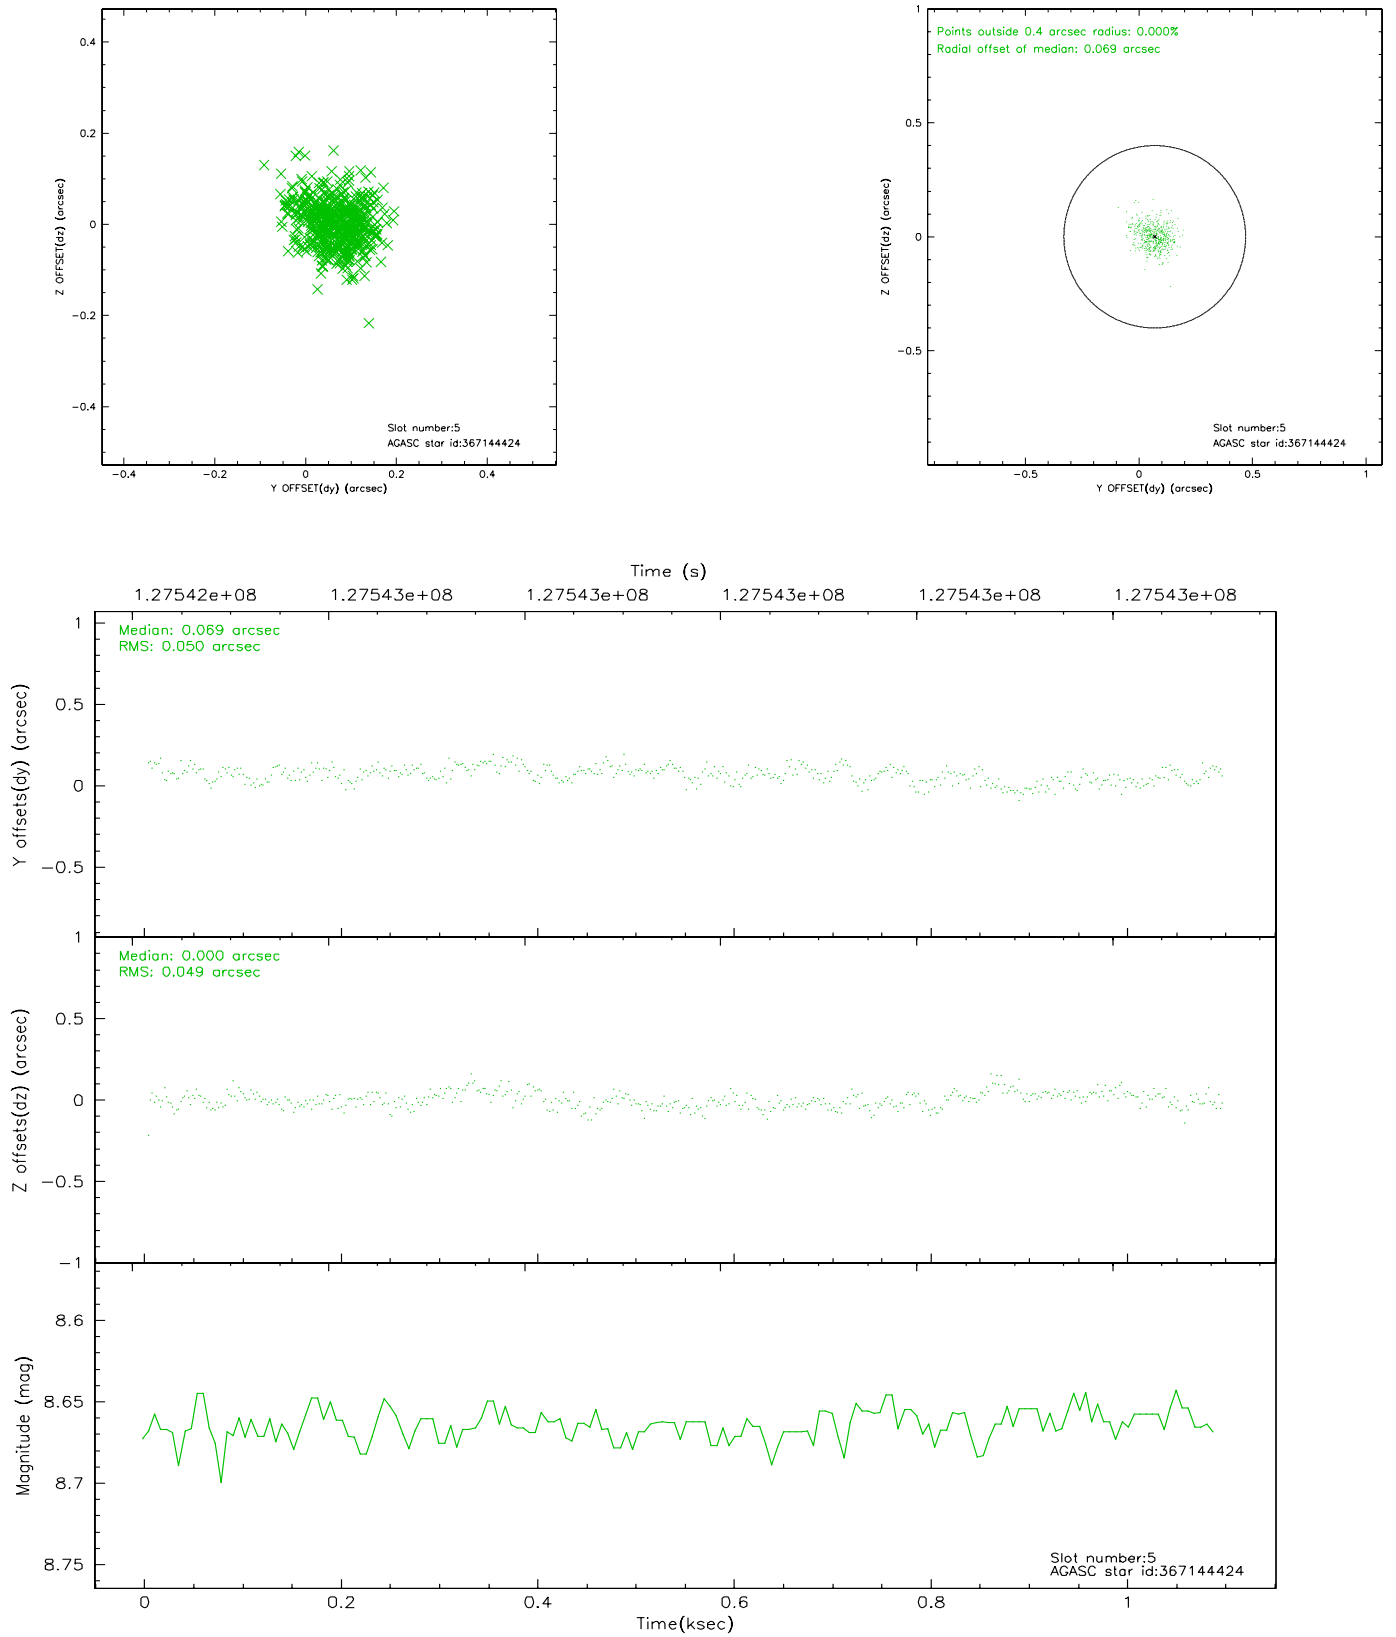 0.4
0.2
0
-0.2
-0.4
Z OFFSET(dz) (arcsec)
Slot number:5
AGASC star id:367144424
-0.4 -0.2 0 0.2 0.4
Y OFFSET(dy) (arcsec)
1
0.5
0
-0.5
Z OFFSET(dz) (arcsec)
Points outside 0.4 arcsec radius: 0.000%
Radial offset of median: 0.069 arcsec
Slot number:5
AGASC star id:367144424
-0.5 0 0.5 1
Y OFFSET(dy) (arcsec)
Time (s)
1.27542e+08 1.27543e+08 1.27543e+08 1.27543e+08 1.27543e+08 1.27543e+08
1
0.5
0
-0.5
Y offsets(dy) (arcsec)
Median: 0.069 arcsec
RMS: 0.050 arcsec
1
0.5
0
-0.5
-1
Z offsets(dz) (arcsec)
Median: 0.000 arcsec
RMS: 0.049 arcsec
8.6
8.65
8.7
8.75
Magnitude (mag)
Slot number:5
AGASC star id:367144424
0 0.2 0.4 0.6 0.8 1
Time(ksec)